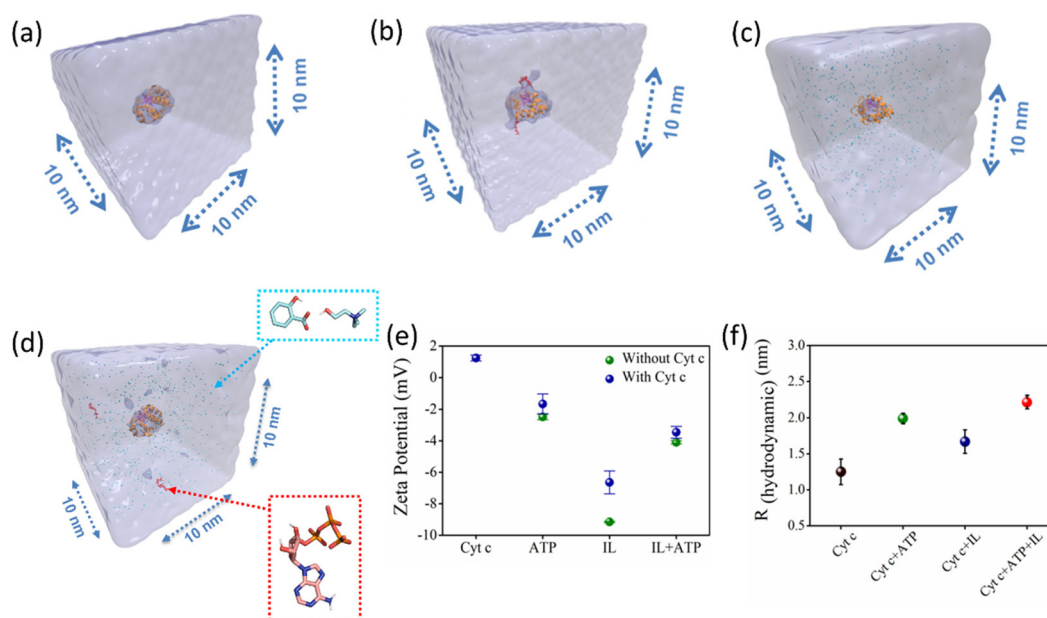 (a)
10 nm
10 nm
10 nm
(b)
10 nm
10 nm
10 nm
(c)
10 nm
10 nm
10 nm
(d)
10 nm
10 nm
10 nm
(e)
Zeta Potential (mV)
2
0
-2
-4
-6
-8
-10
Without Cyt c
With Cyt c
Cyt c
ATP
IL
IL+ATP
(f)
R (hydrodynamic) (nm)
3.0
2.5
2.0
1.5
1.0
0.5
Cyt c
Cyt c+ATP
Cyt c+IL
Cyt c+ATP+IL